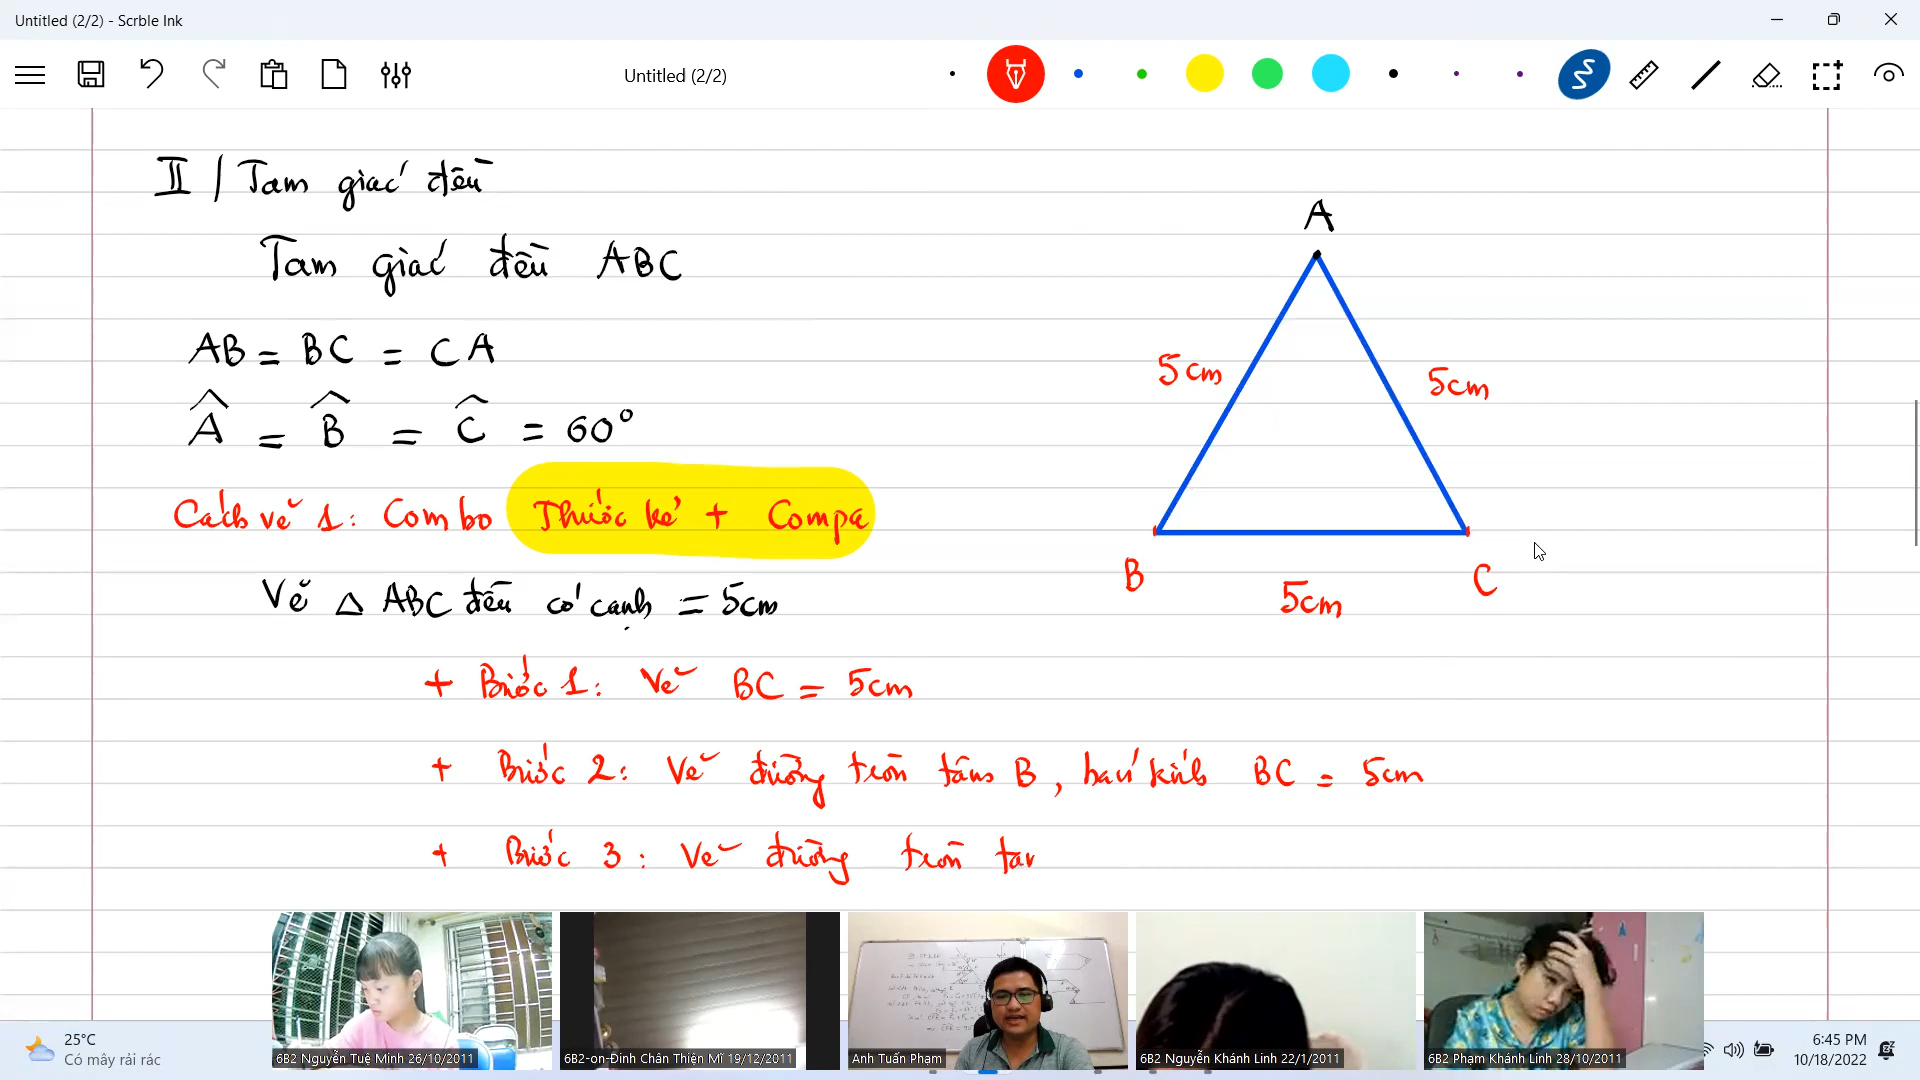 Untitled (2/2) - Scrble Ink
Untitled (2/2)
II / Tam giác đều
Tam giác đều ABC
AB = BC = CA
Â = B̂ = Ĉ = 60°
Cách vẽ 1: Combo Thước kẻ + Compa
Vẽ △ ABC đều có cạnh = 5cm
+ Bước 1: Vẽ BC = 5cm
+ Bước 2: Vẽ đường tròn tâm B, bán kính BC = 5cm
+ Bước 3: Vẽ đường tròn
A
5cm
5cm
B
5cm
C
6B2 Nguyễn Tuệ Minh 26/10/2011
6B2-on-Đinh Chân Thiện Mĩ 19/12/2011
Anh Tuấn Phạm
6B2 Nguyễn Khánh Linh 22/1/2011
6B2 Phạm Khánh Linh 28/10/2011
25°C
Có mây rải rác
6:45 PM
10/18/2022